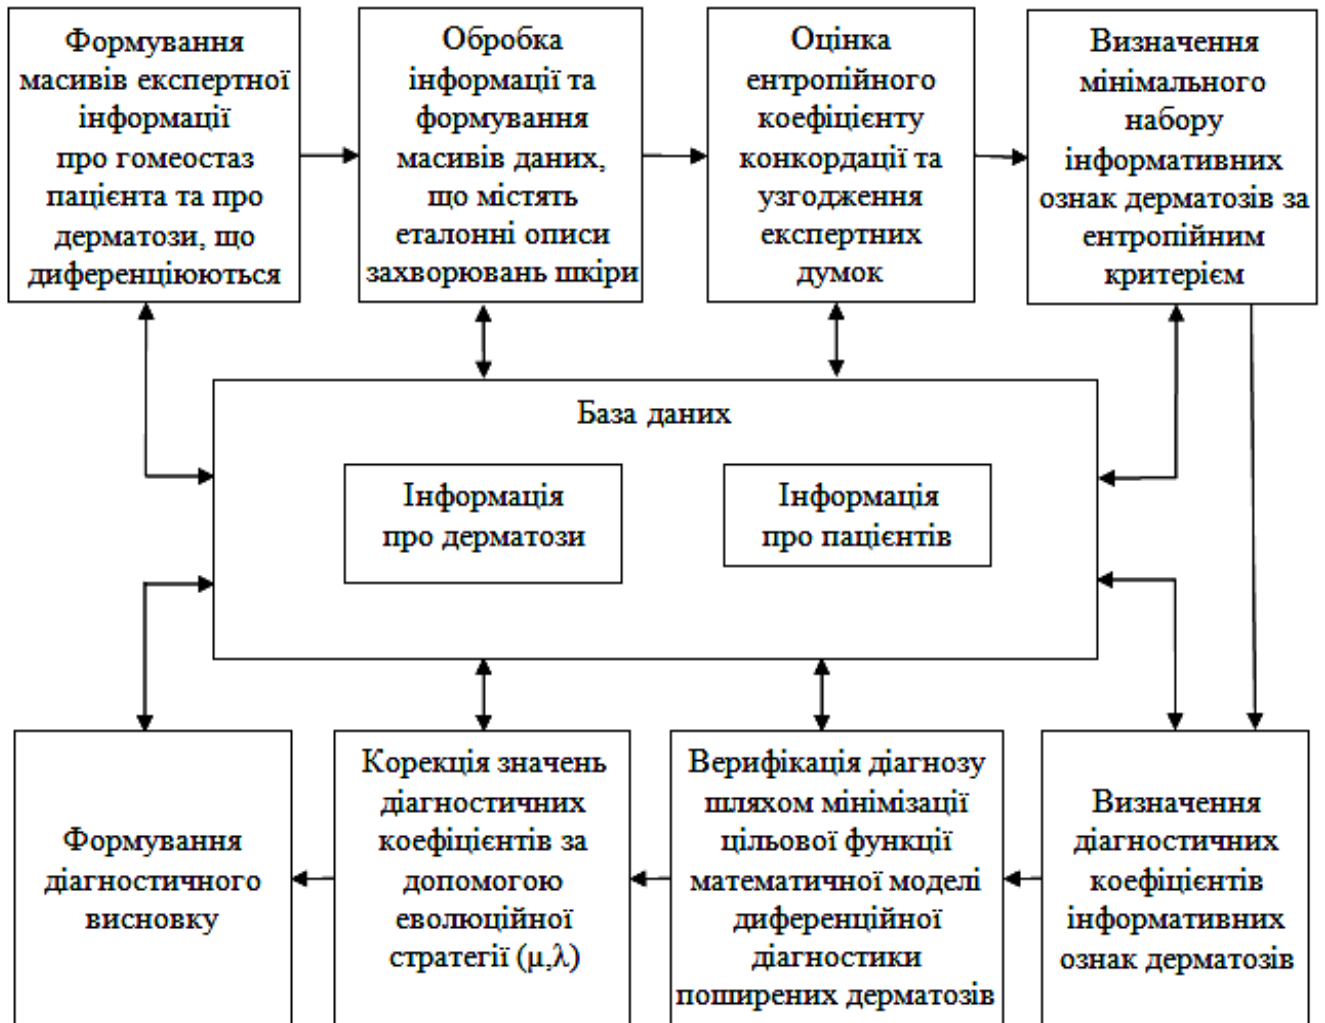 Формування
масивів експертної
інформації
про гомеостаз
пацієнта та про
дерматози, що
диференціюються
Обробка
інформації та
формування
масивів даних,
що містять
еталонні описи
захворювань шкіри
Оцінка
ентропійного
коефіцієнту
конкордації та
узгодження
експертних
думок
Визначення
мінімального
набору
інформативних
ознак дерматозів за
ентропійним
критерієм
База даних
Інформація
про дерматози
Інформація
про пацієнтів
Формування
діагностичного
висновку
Корекція значень
діагностичних
коефіцієнтів за
допомогою
еволюційної
стратегії (μ,λ)
Верифікація діагнозу
шляхом мінімізації
цільової функції
математичної моделі
диференційної
діагностики
поширених дерматозів
Визначення
діагностичних
коефіцієнтів
інформативних
ознак дерматозів